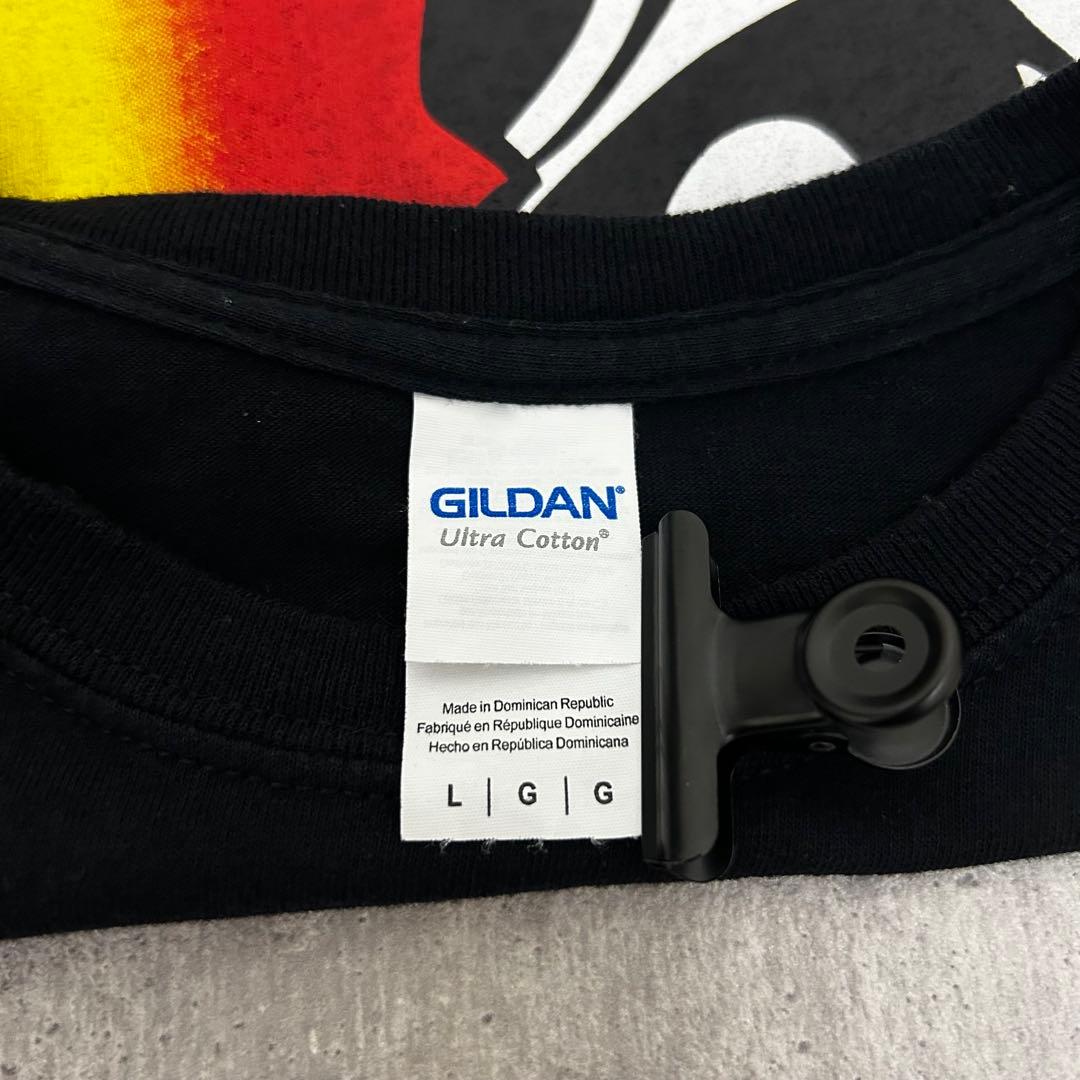 GILDAN®
Ultra Cotton®
Made in Dominican Republic
Fabriqué en République Dominicaine
Hecho en República Dominicana
L | G | G